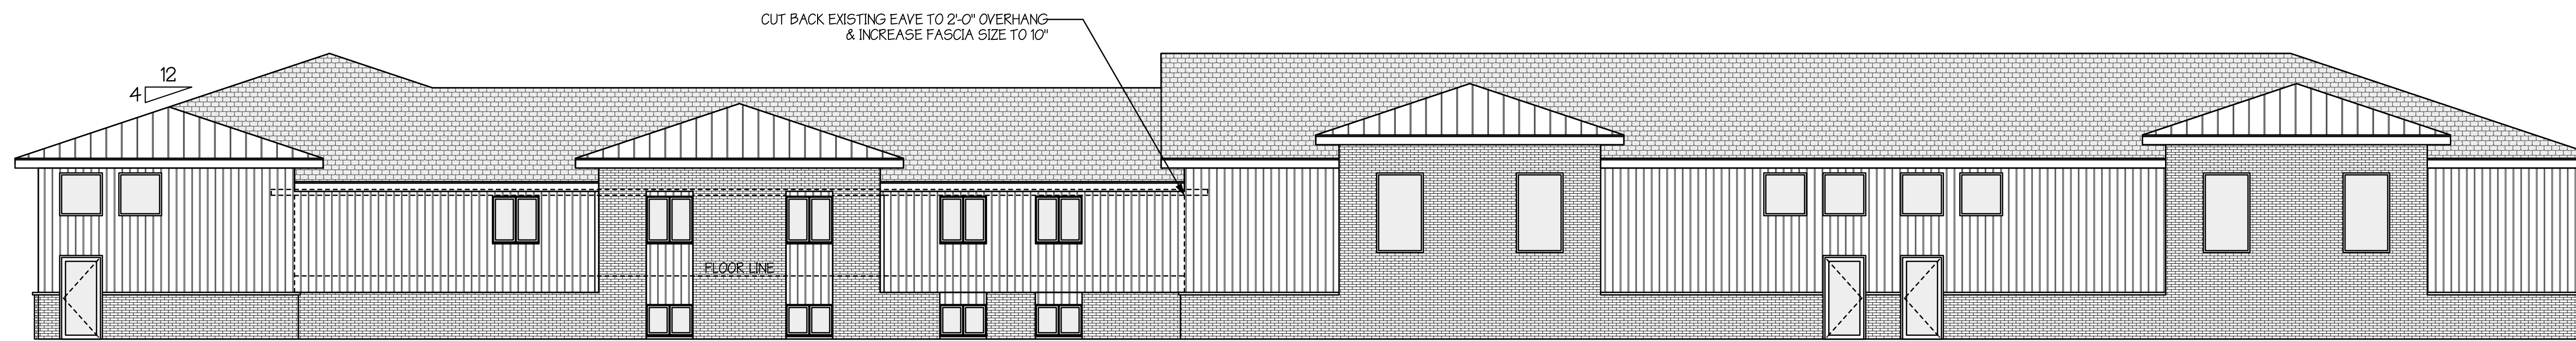 CUT BACK EXISTING EAVE TO 2'-0" OVERHANG
& INCREASE FASCIA SIZE TO 10"
12
4
FLOOR LINE